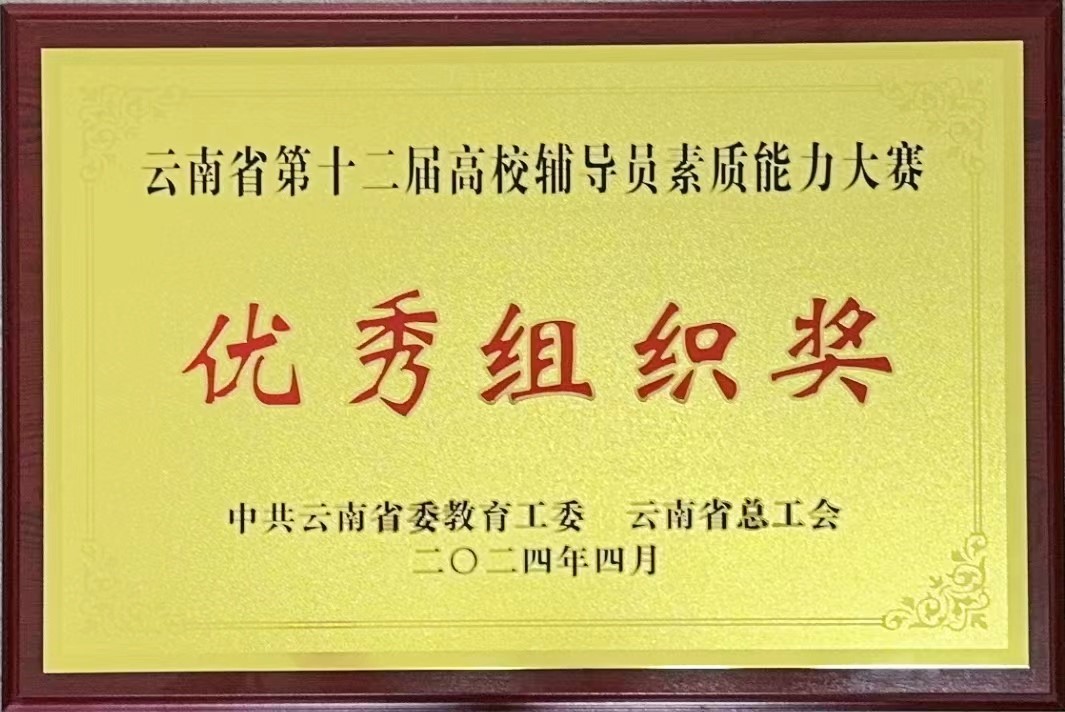 云南省第十二届高校辅导员素质能力大赛
优秀组织奖
中共云南省委教育工委 云南省总工会
二〇二四年四月